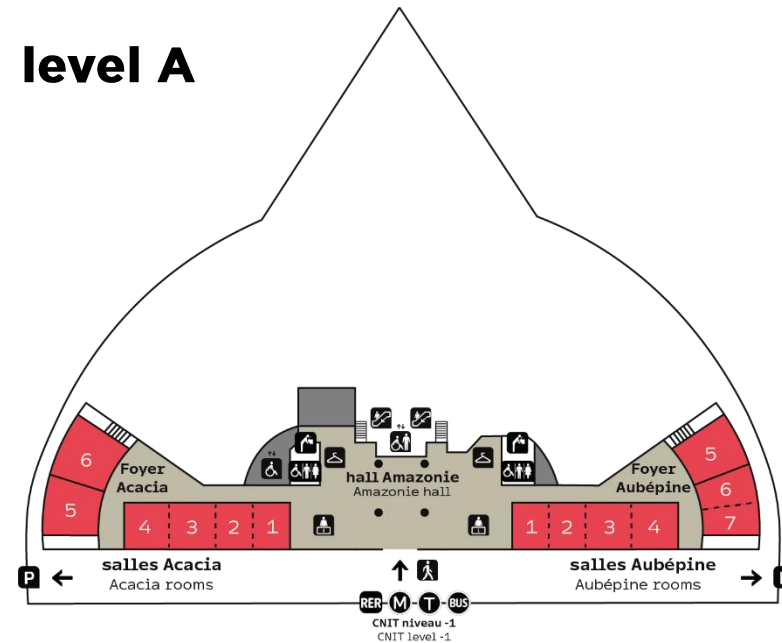 level A
6
5
Foyer
Acacia
hall Amazonie
Amazonie hall
Foyer
Aubépine
5
6
7
4 3 2 1
1 2 3 4
salles Acacia
Acacia rooms
salles Aubépine
Aubépine rooms
P
RER M T BUS
CNIT niveau -1
CNIT level -1